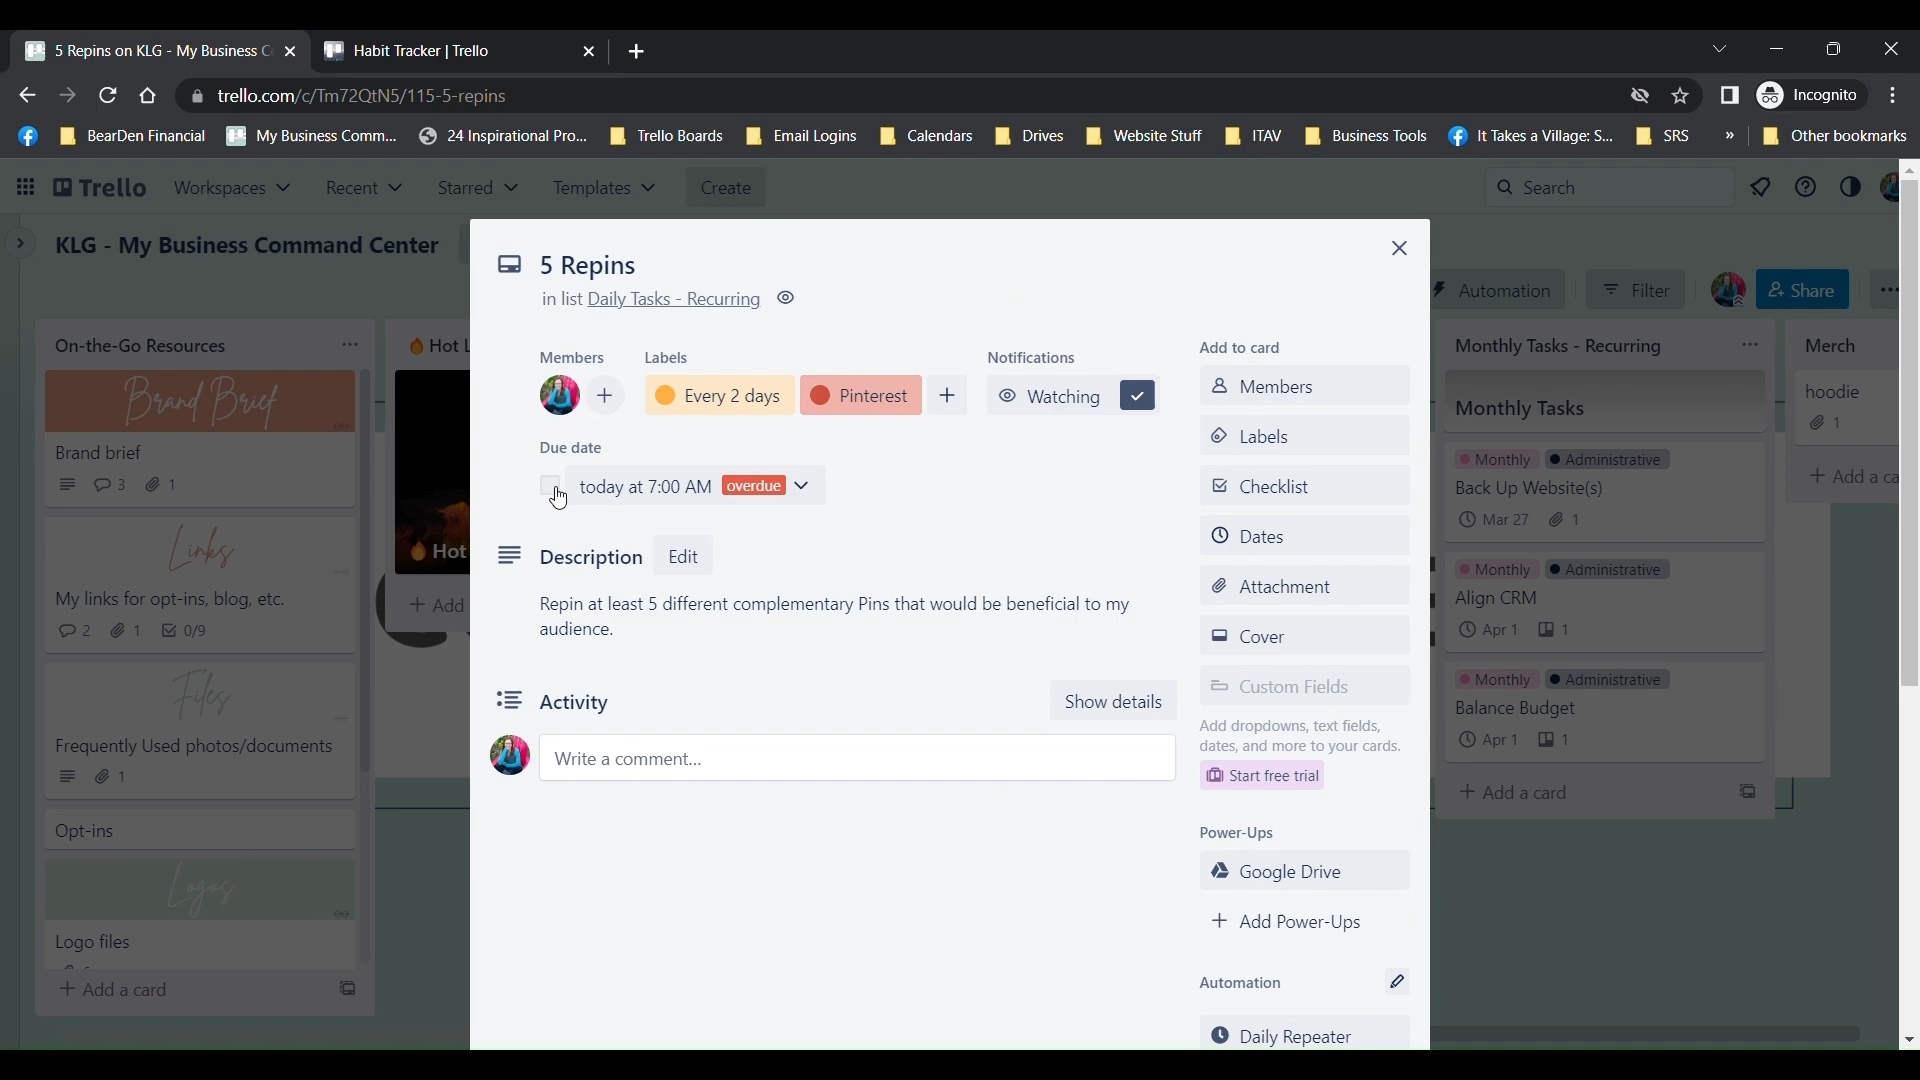 5 Repins on KLG - My Business C
Habit Tracker | Trello
trello.com/c/Tm72QtN5/115-5-repins
Incognito
BearDen Financial
My Business Comm...
24 Inspirational Pro...
Trello Boards
Email Logins
Calendars
Drives
Website Stuff
ITAV
Business Tools
It Takes a Village: S...
SRS
»
Other bookmarks
Trello
Workspaces
Recent
Starred
Templates
Create
Search
KLG - My Business Command Center
Automation
Filter
Share
On-the-Go Resources
Brand Brief
Brand brief
3
1
Links
My links for opt-ins, blog, etc.
2
1
0/9
Files
Frequently Used photos/documents
1
Opt-ins
Logos
Logo files
+ Add a card
Hot L
Hot
+ Add
5 Repins
in list Daily Tasks - Recurring
Members
Labels
Every 2 days
Pinterest
Notifications
Watching
Due date
today at 7:00 AM
overdue
Description
Edit
Repin at least 5 different complementary Pins that would be beneficial to my
audience.
Activity
Show details
Write a comment...
Add to card
Members
Labels
Checklist
Dates
Attachment
Cover
Custom Fields
Add dropdowns, text fields,
dates, and more to your cards.
Start free trial
Power-Ups
Google Drive
+ Add Power-Ups
Automation
Daily Repeater
Monthly Tasks - Recurring
Monthly Tasks
Monthly
Administrative
Back Up Website(s)
Mar 27
1
Monthly
Administrative
Align CRM
Apr 1
1
Monthly
Administrative
Balance Budget
Apr 1
1
+ Add a card
Merch
hoodie
1
+ Add a ca